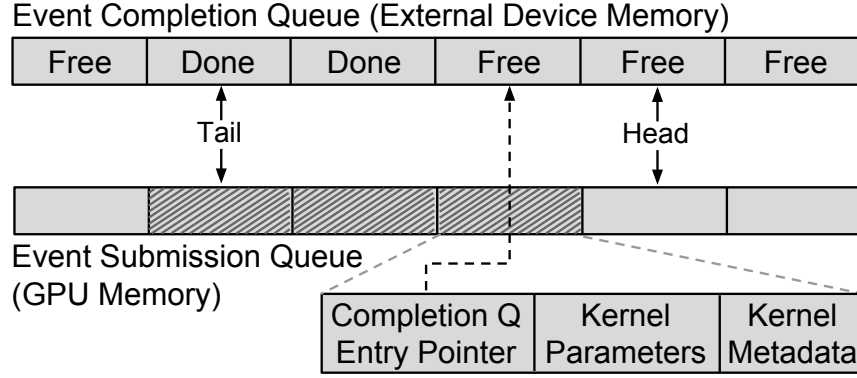 Event Completion Queue (External Device Memory)
Free Done Done Free Free Free
Tail Head
Event Submission Queue
(GPU Memory)
Completion Q Kernel Kernel
Entry Pointer Parameters Metadata